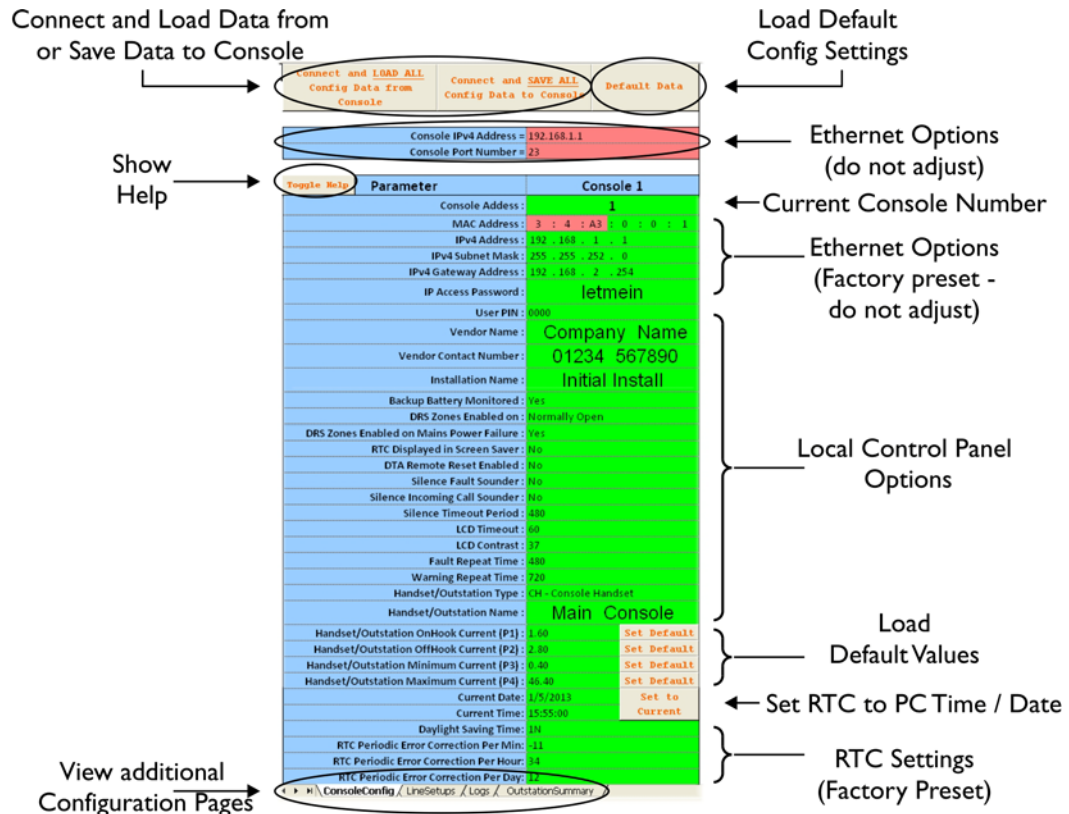 Connect and Load Data from
or Save Data to Console
Load Default
Config Settings
Connect and LOAD ALL
Config Data from
Console
Connect and SAVE ALL
Config Data to Console
Default Data
Console IPv4 Address = 192.168.1.1
Console Port Number = 23
Ethernet Options
(do not adjust)
Show
Help
Toggle Help Parameter Console 1
Console Addess : 1
Current Console Number
MAC Address : 3 : 4 : A3 : 0 : 0 : 1
IPv4 Address : 192 . 168 . 1 . 1
IPv4 Subnet Mask : 255 . 255 . 252 . 0
IPv4 Gateway Address : 192 . 168 . 2 . 254
IP Access Password : letmein
Ethernet Options
(Factory preset -
do not adjust)
User PIN : 0000
Vendor Name : Company Name
Vendor Contact Number : 01234 567890
Installation Name : Initial Install
Backup Battery Monitored : Yes
DRS Zones Enabled on : Normally Open
DRS Zones Enabled on Mains Power Failure : Yes
RTC Displayed in Screen Saver : No
DTA Remote Reset Enabled : No
Silence Fault Sounder : No
Silence Incoming Call Sounder : No
Silence Timeout Period : 480
LCD Timeout : 60
LCD Contrast : 37
Fault Repeat Time : 480
Warning Repeat Time : 720
Handset/Outstation Type : CH - Console Handset
Handset/Outstation Name : Main Console
Local Control Panel
Options
Handset/Outstation OnHook Current (P1) : 1.60 Set Default
Handset/Outstation OffHook Current (P2) : 2.80 Set Default
Handset/Outstation Minimum Current (P3) : 0.40 Set Default
Handset/Outstation Maximum Current (P4) : 46.40 Set Default
Load
Default Values
Current Date: 1/5/2013
Current Time: 15:55:00
Set to
Current
Set RTC to PC Time / Date
Daylight Saving Time: 1N
RTC Periodic Error Correction Per Min: -11
RTC Periodic Error Correction Per Hour: 34
RTC Periodic Error Correction Per Day: 12
RTC Settings
(Factory Preset)
View additional
Configuration Pages
ConsoleConfig / LineSetups / Logs / OutstationSummary